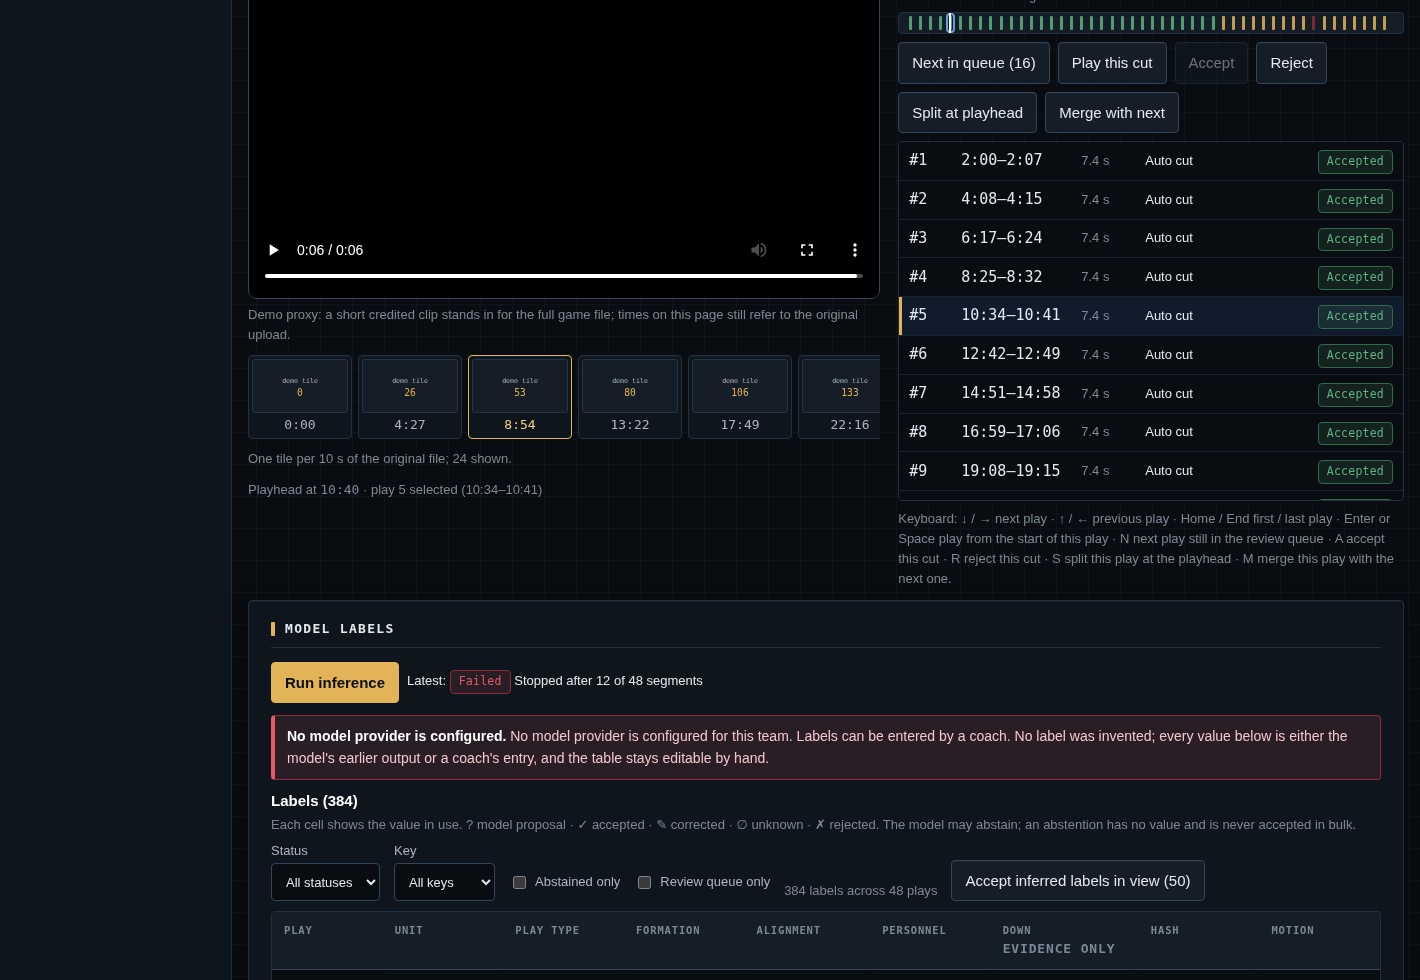 Next in queue (16) Play this cut Accept Reject
Split at playhead Merge with next
#1 2:00–2:07 7.4 s Auto cut Accepted
#2 4:08–4:15 7.4 s Auto cut Accepted
#3 6:17–6:24 7.4 s Auto cut Accepted
#4 8:25–8:32 7.4 s Auto cut Accepted
#5 10:34–10:41 7.4 s Auto cut Accepted
#6 12:42–12:49 7.4 s Auto cut Accepted
#7 14:51–14:58 7.4 s Auto cut Accepted
#8 16:59–17:06 7.4 s Auto cut Accepted
#9 19:08–19:15 7.4 s Auto cut Accepted
Keyboard: ↓ / → next play · ↑ / ← previous play · Home / End first / last play · Enter or
Space play from the start of this play · N next play still in the review queue · A accept
this cut · R reject this cut · S split this play at the playhead · M merge this play with the
next one.
0:06 / 0:06
Demo proxy: a short credited clip stands in for the full game file; times on this page still refer to the original
upload.
demo tile demo tile demo tile demo tile demo tile demo tile
0 26 53 80 106 133
0:00 4:27 8:54 13:22 17:49 22:16
One tile per 10 s of the original file; 24 shown.
Playhead at 10:40 · play 5 selected (10:34–10:41)
MODEL LABELS
Run inference Latest: Failed Stopped after 12 of 48 segments
No model provider is configured. No model provider is configured for this team. Labels can be entered by a coach. No label was invented; every value below is either the
model's earlier output or a coach's entry, and the table stays editable by hand.
Labels (384)
Each cell shows the value in use. ? model proposal · ✓ accepted · ✎ corrected · ∅ unknown · ✗ rejected. The model may abstain; an abstention has no value and is never accepted in bulk.
Status Key
All statuses All keys Abstained only Review queue only 384 labels across 48 plays Accept inferred labels in view (50)
PLAY UNIT PLAY TYPE FORMATION ALIGNMENT PERSONNEL DOWN HASH MOTION
EVIDENCE ONLY